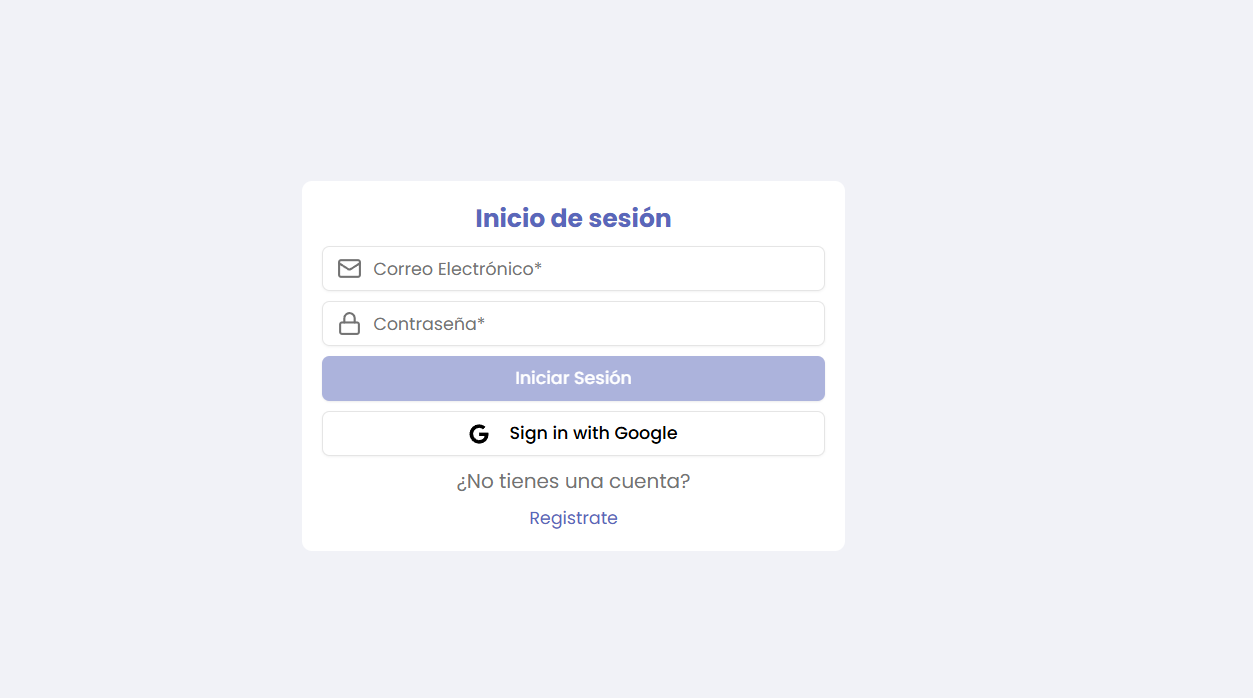 Inicio de sesión
Correo Electrónico*
Contraseña*
Iniciar Sesión
Sign in with Google
¿No tienes una cuenta?
Registrate